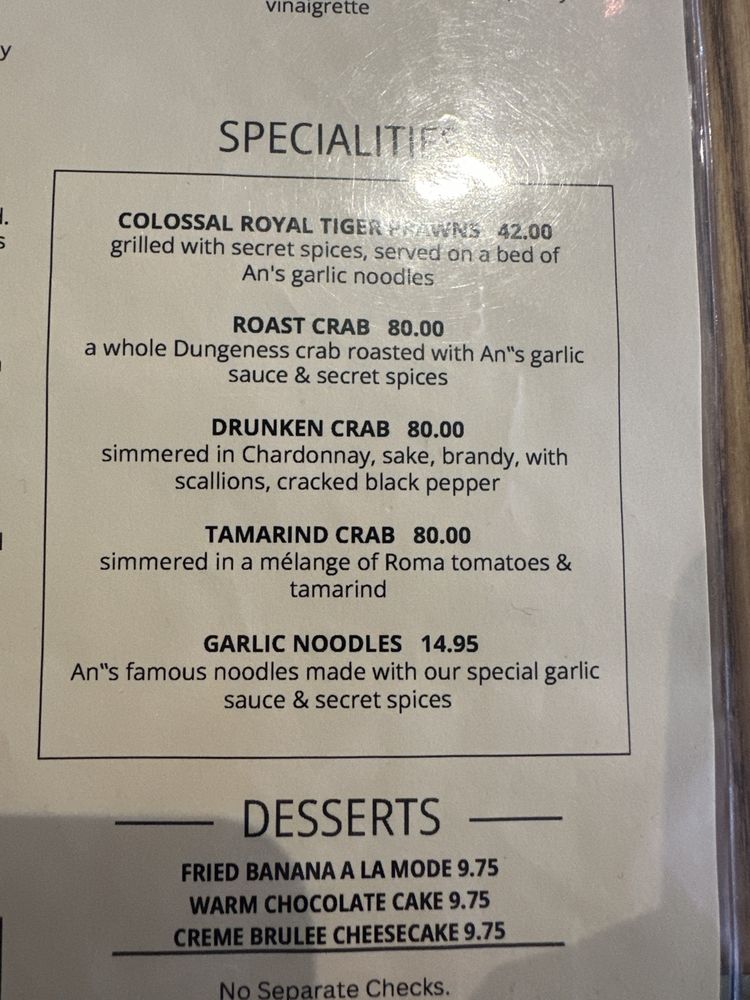 vinaigrette
y
SPECIALITIES
COLOSSAL ROYAL TIGER PRAWNS 42.00
grilled with secret spices, served on a bed of
An's garlic noodles
ROAST CRAB 80.00
a whole Dungeness crab roasted with An"s garlic
sauce & secret spices
DRUNKEN CRAB 80.00
simmered in Chardonnay, sake, brandy, with
scallions, cracked black pepper
TAMARIND CRAB 80.00
simmered in a mélange of Roma tomatoes &
tamarind
GARLIC NOODLES 14.95
An"s famous noodles made with our special garlic
sauce & secret spices
DESSERTS
FRIED BANANA A LA MODE 9.75
WARM CHOCOLATE CAKE 9.75
CREME BRULEE CHEESECAKE 9.75
No Separate Checks.